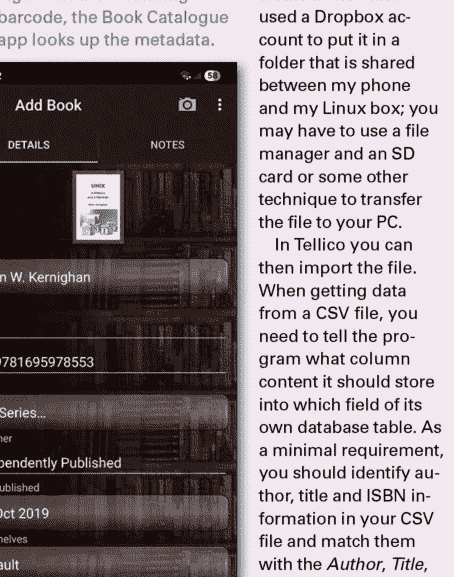 barcode, the Book Catalogue
app looks up the metadata.
58
Add Book
DETAILS
NOTES
UNIX
n W. Kernighan
9781695978553
Series...
her
pendently Published
ublished
Oct 2019
helves
ault
used a Dropbox ac-
count to put it in a
folder that is shared
between my phone
and my Linux box; you
may have to use a file
manager and an SD
card or some other
technique to transfer
the file to your PC.
In Tellico you can
then import the file.
When getting data
from a CSV file, you
need to tell the pro-
gram what column
content it should store
into which field of its
own database table. As
a minimal requirement,
you should identify au-
thor, title and ISBN in-
formation in your CSV
file and match them
with the Author, Title,